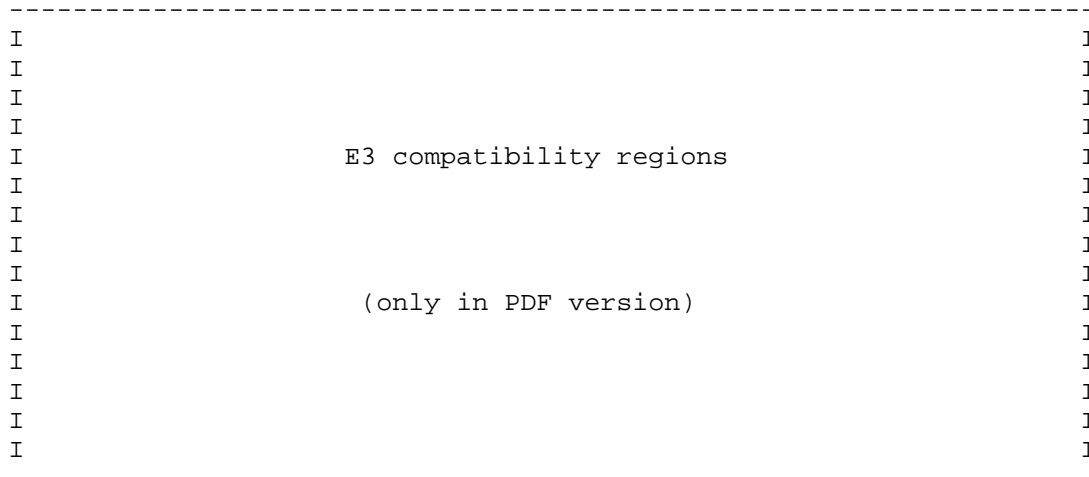 ---------------------------------------------------------------------
I                                                                    I
I                                                                    I
I                                                                    I
I                                                                    I
I                    E3 compatibility regions                        I
I                                                                    I
I                                                                    I
I                                                                    I
I                                                                    I
I                     (only in PDF version)                          I
I                                                                    I
I                                                                    I
I                                                                    I
I                                                                    I
I                                                                    I